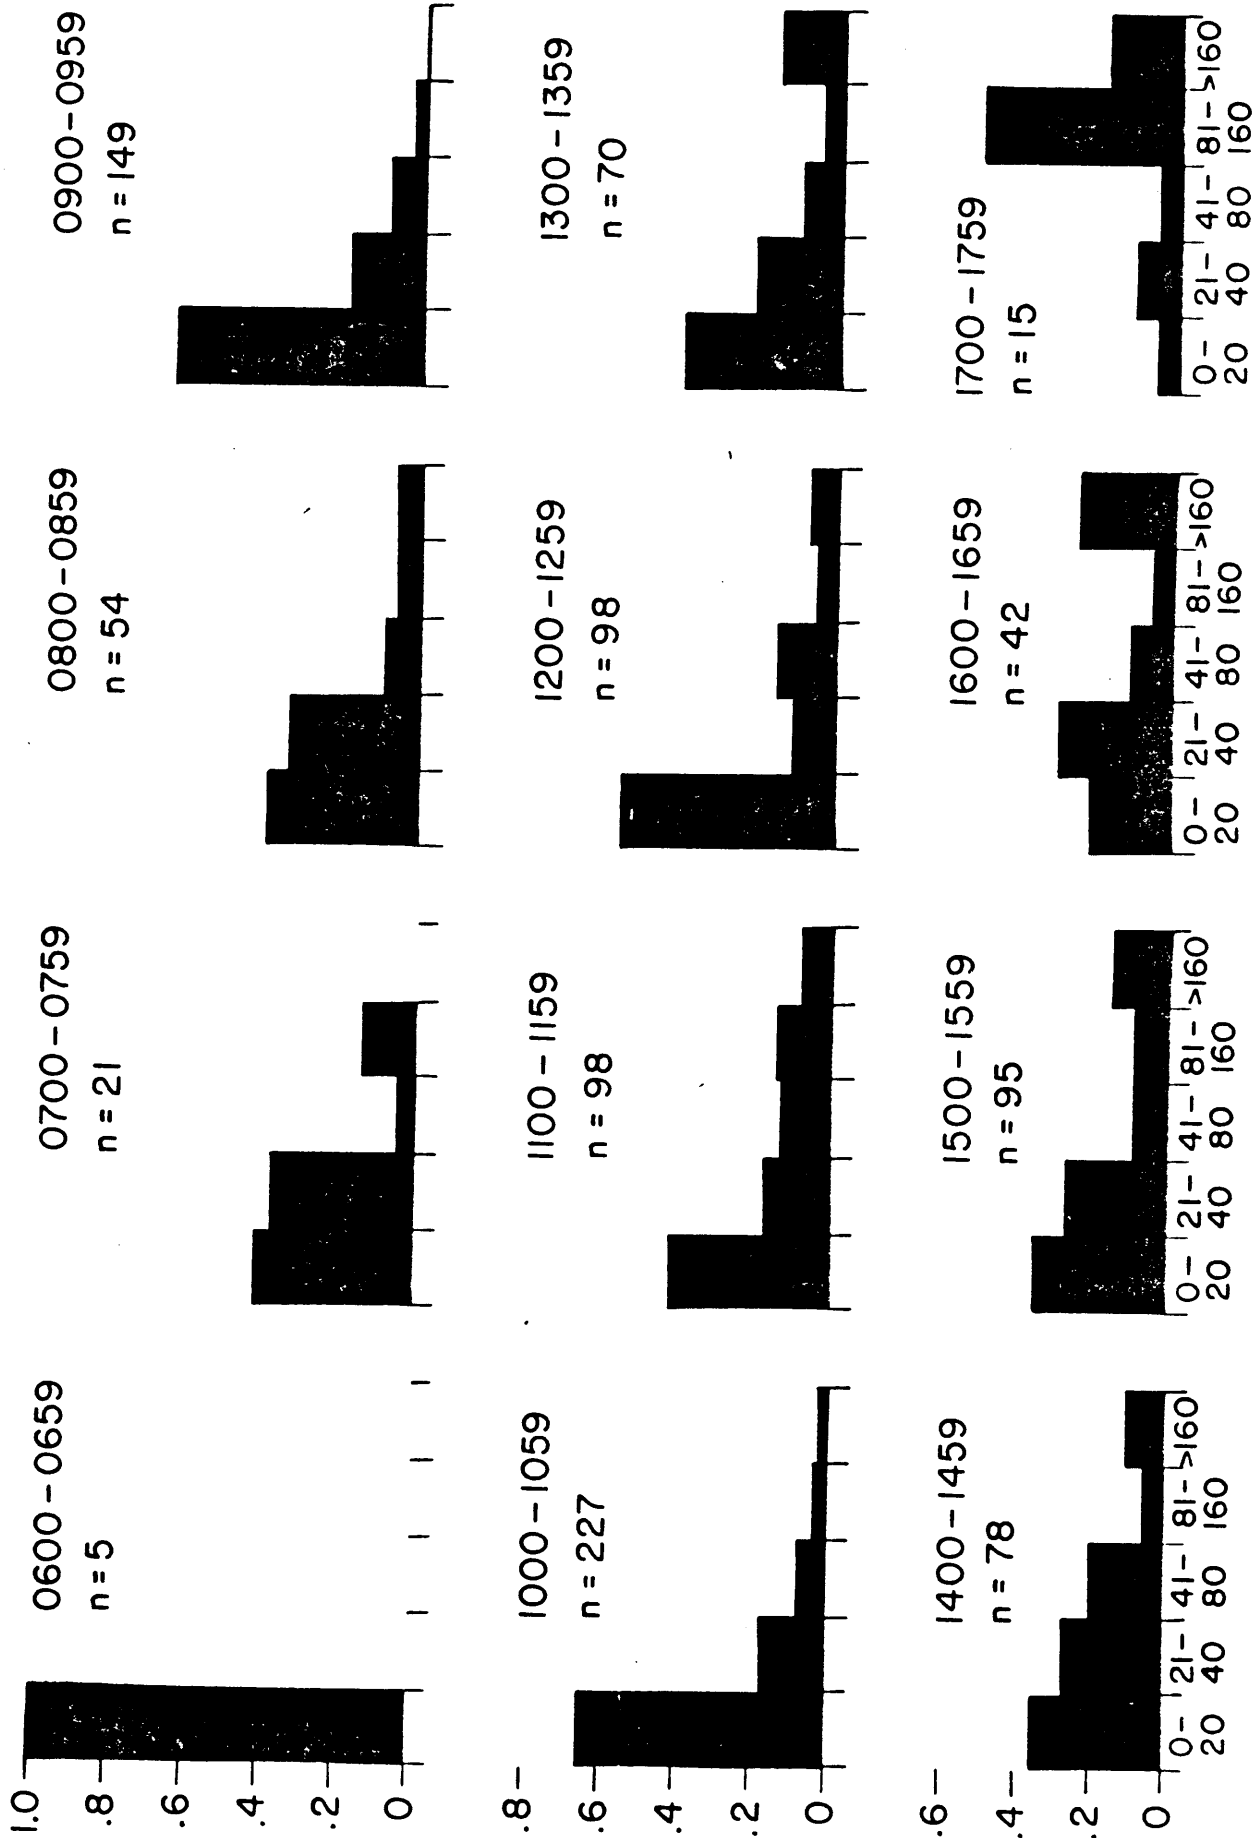 0600-0659
n = 5
0700-0759
n = 21
0800-0859
n = 54
0900-0959
n = 149
1.0
.8
.6
.4
.2
0
1000-1059
n = 227
1100-1159
n = 98
1200-1259
n = 98
1300-1359
n = 70
.8
.6
.4
.2
0
1400-1459
n = 78
1500-1559
n = 95
1600-1659
n = 42
1700-1759
n = 15
.6
.4
.2
0
0- 21- 41- 81- >160
20 40 80 160
0- 21- 41- 81- >160
20 40 80 160
0- 21- 41- 81- >160
20 40 80 160
0- 21- 41- 81- >160
20 40 80 160